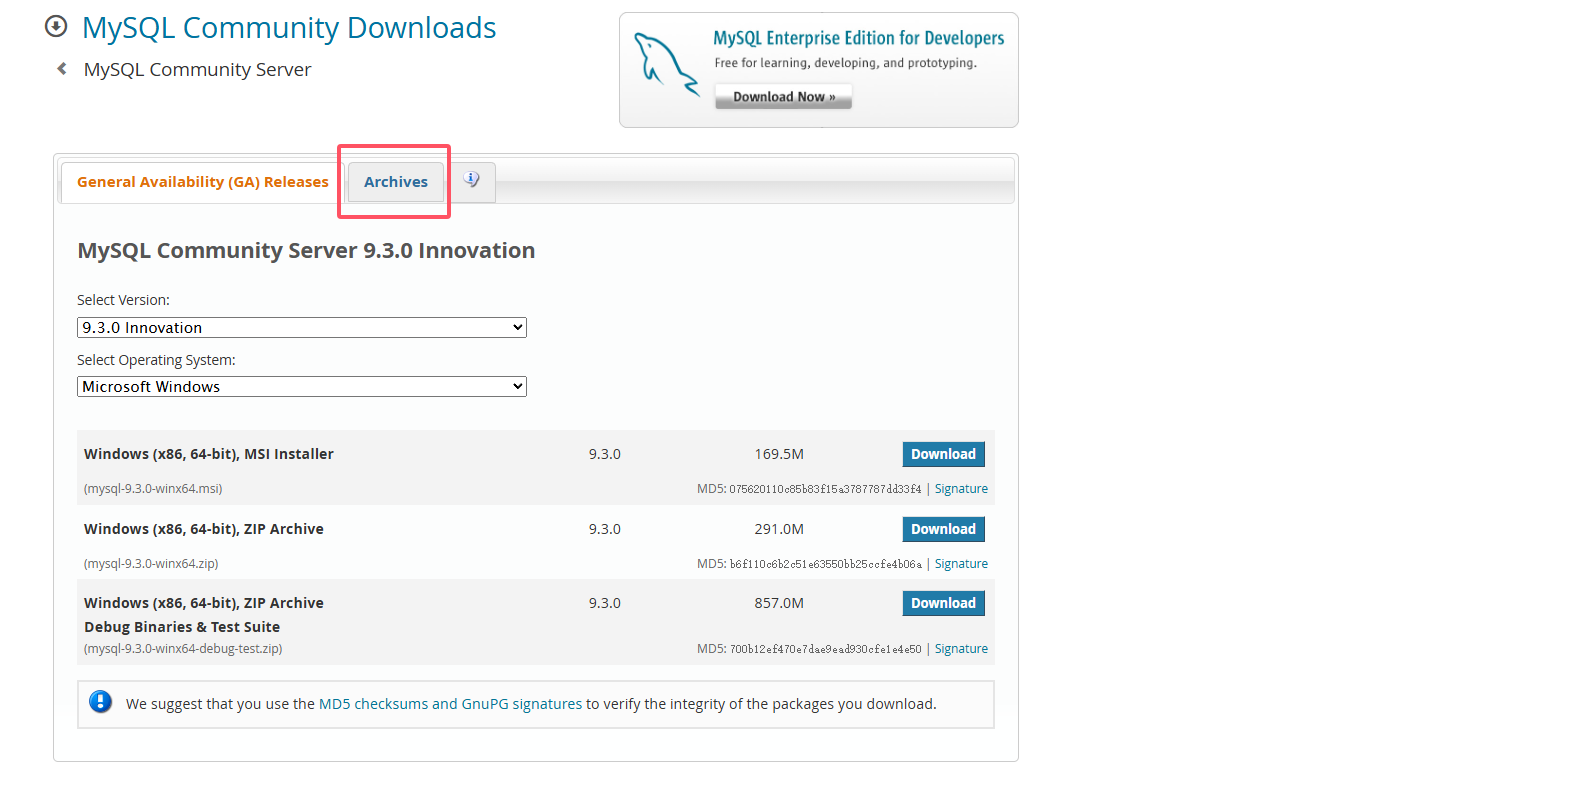 MySQL Community Downloads
MySQL Community Server
MySQL Enterprise Edition for Developers
Free for learning, developing, and prototyping.
Download Now »
General Availability (GA) Releases
Archives
MySQL Community Server 9.3.0 Innovation
Select Version:
9.3.0 Innovation
Select Operating System:
Microsoft Windows
Windows (x86, 64-bit), MSI Installer 9.3.0 169.5M Download
(mysql-9.3.0-winx64.msi) MD5: 075620110c85b83f15a3787787dd33f4 | Signature
Windows (x86, 64-bit), ZIP Archive 9.3.0 291.0M Download
(mysql-9.3.0-winx64.zip) MD5: b6f110c6b2c51e63550bb25ccfe4b06a | Signature
Windows (x86, 64-bit), ZIP Archive 9.3.0 857.0M Download
Debug Binaries & Test Suite
(mysql-9.3.0-winx64-debug-test.zip) MD5: 700b12ef470e7dae9ead930cfe1e4e50 | Signature
We suggest that you use the MD5 checksums and GnuPG signatures to verify the integrity of the packages you download.